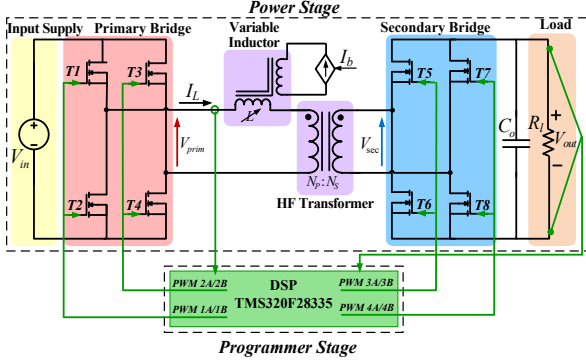 Power Stage
Input Supply
Primary Bridge
Variable
Inductor
Secondary Bridge
Load
T1
T3
I_b
T5
T7
I_L
L
V_in
V_prim
V_sec
C_o
R_l
+
V_out
−
T2
T4
N_P : N_S
T6
T8
HF Transformer
PWM 2A/2B
DSP
PWM 3A/3B
TMS320F28335
PWM 1A/1B
PWM 4A/4B
Programmer Stage